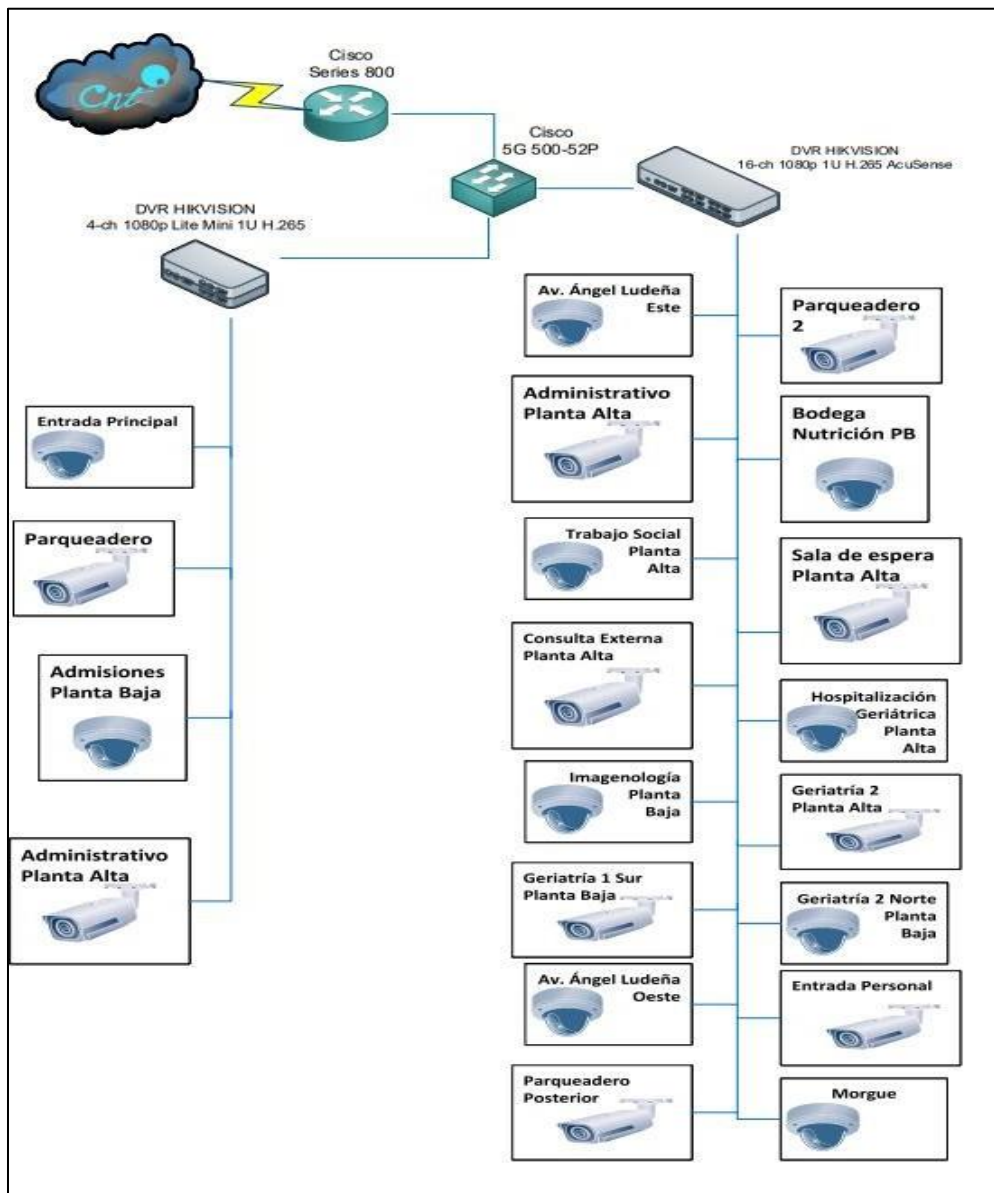 Cnt
Cisco
Series 800
Cisco
5G 500-52P
DVR HIKVISION
16-ch 1080p 1U H.265 AcuSense
DVR HIKVISION
4-ch 1080p Lite Mini 1U H.265
Entrada Principal
Parqueadero
Admisiones
Planta Baja
Administrativo
Planta Alta
Av. Ángel Ludeña
Este
Administrativo
Planta Alta
Trabajo Social
Planta
Alta
Consulta Externa
Planta Alta
Imagenología
Planta
Baja
Geriatría 1 Sur
Planta Baja
Av. Ángel Ludeña
Oeste
Parqueadero
Posterior
Parqueadero
2
Bodega
Nutrición PB
Sala de espera
Planta Alta
Hospitalización
Geriátrica
Planta
Alta
Geriatría 2
Planta Alta
Geriatría 2 Norte
Planta
Baja
Entrada Personal
Morgue